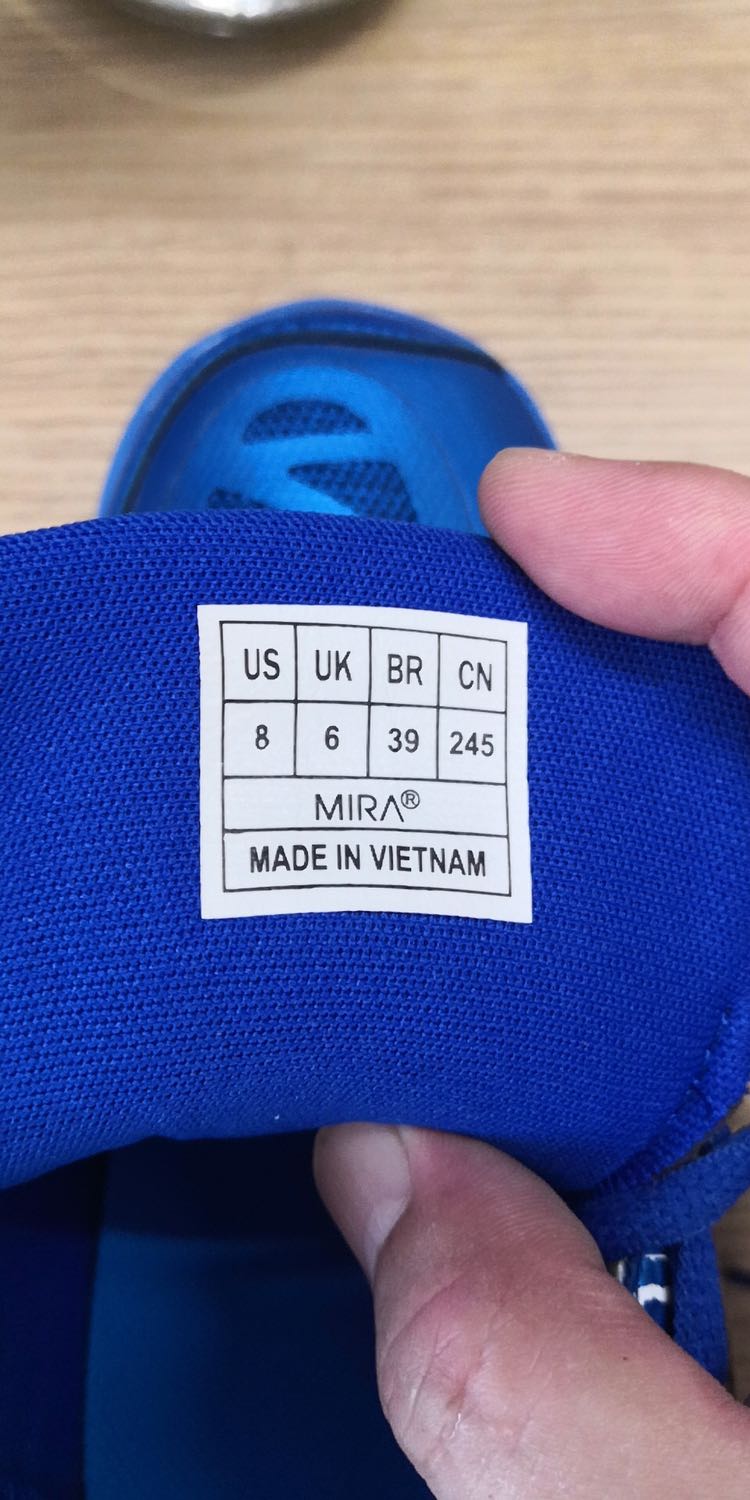 US UK BR CN
8 6 39 245
MIRA®
MADE IN VIETNAM